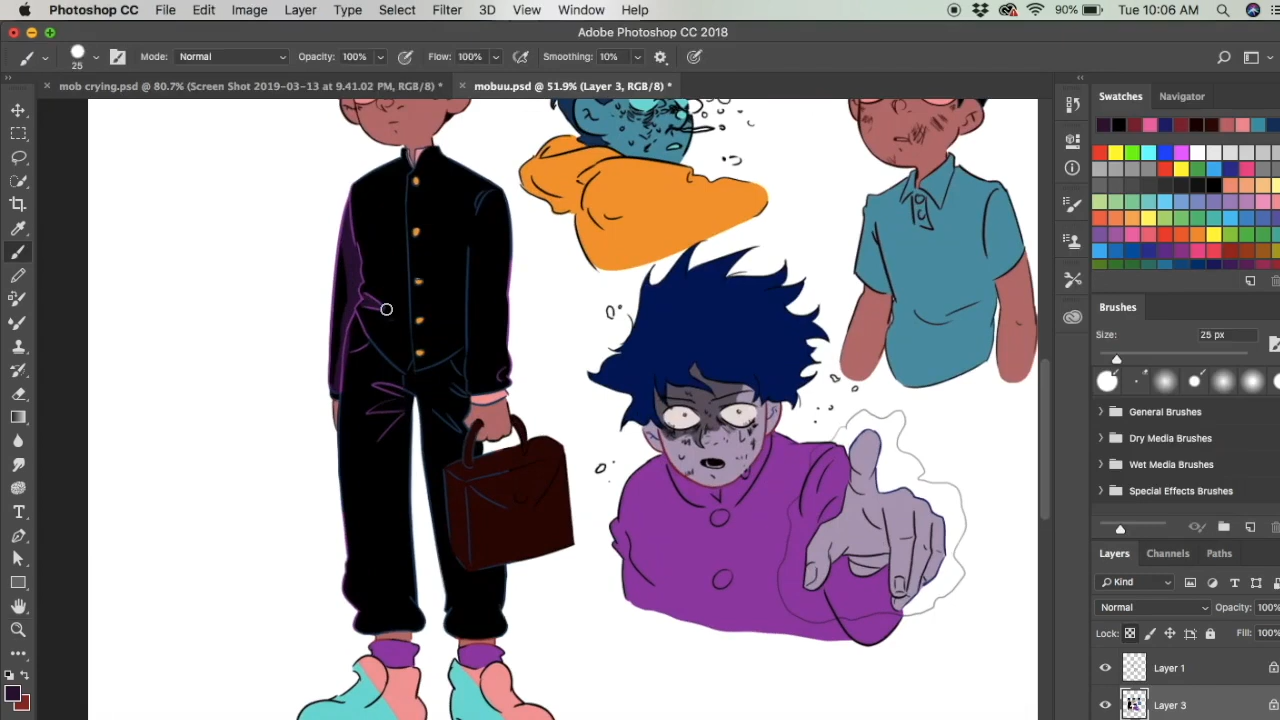 Photoshop CC File Edit Image Layer Type Select Filter 3D View Window Help 90% Tue 10:06 AM
Adobe Photoshop CC 2018
25 Mode: Normal Opacity: 100% Flow: 100% Smoothing: 10%
mob crying.psd @ 80.7% (Screen Shot 2019-03-13 at 9.41.02 PM, RGB/8) * mobuu.psd @ 51.9% (Layer 3, RGB/8) *
Swatches Navigator
Brushes
Size: 25 px
General Brushes
Dry Media Brushes
Wet Media Brushes
Special Effects Brushes
Layers Channels Paths
Kind
Normal Opacity: 100%
Lock: Fill: 100%
Layer 1
Layer 3